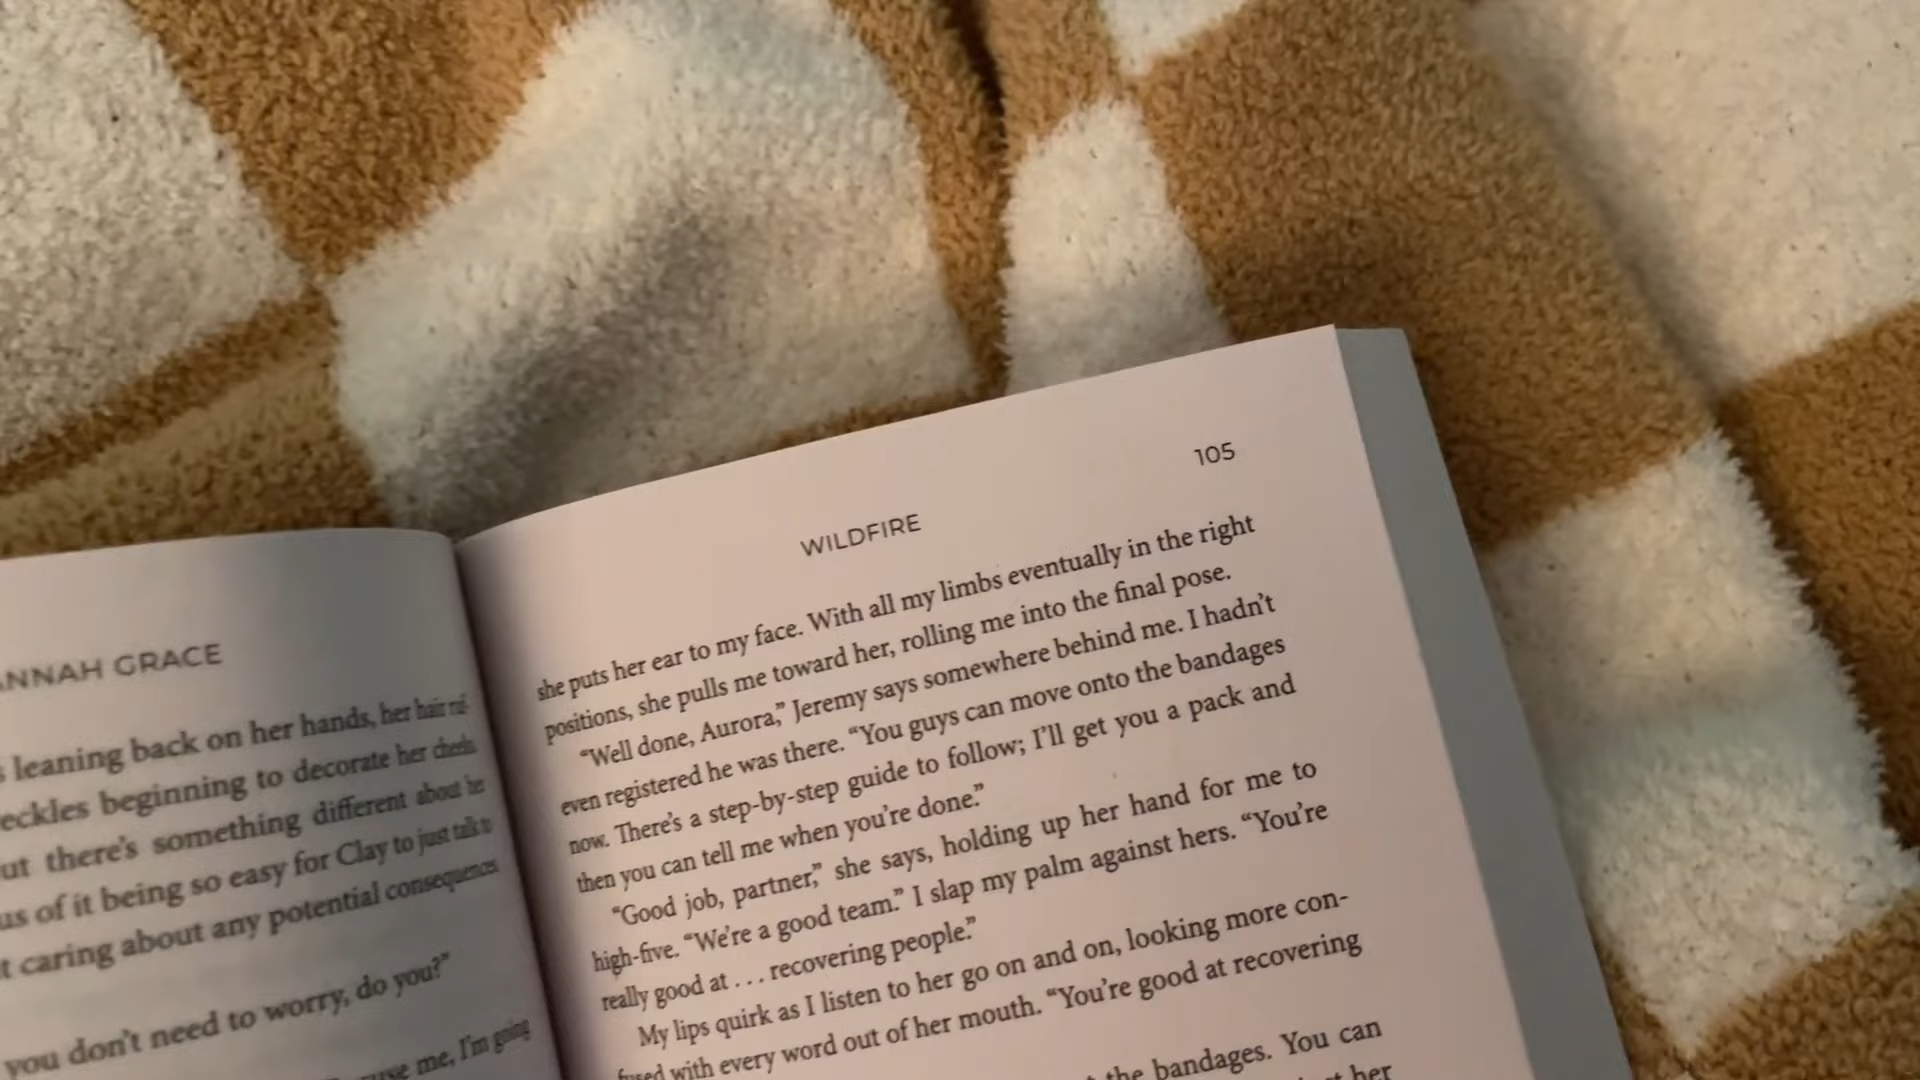 ANNAH GRACE
leaning back on her hands, her hair
eckles beginning to decorate her cheeks
ut there's something different about her
us of it being so easy for Clay to just talk to
t caring about any potential consequences
you don't need to worry, do you?”
me, I'm going
105
WILDFIRE
she puts her ear to my face. With all my limbs eventually in the right
positions, she pulls me toward her, rolling me into the final pose.
“Well done, Aurora,” Jeremy says somewhere behind me. I hadn't
even registered he was there. “You guys can move onto the bandages
now. There's a step-by-step guide to follow; I'll get you a pack and
then you can tell me when you're done.”
“Good job, partner,” she says, holding up her hand for me to
high-five. “We're a good team.” I slap my palm against hers. “You're
really good at . . . recovering people.”
My lips quirk as I listen to her go on and on, looking more con-
fused with every word out of her mouth. “You're good at recovering
the bandages. You can
her